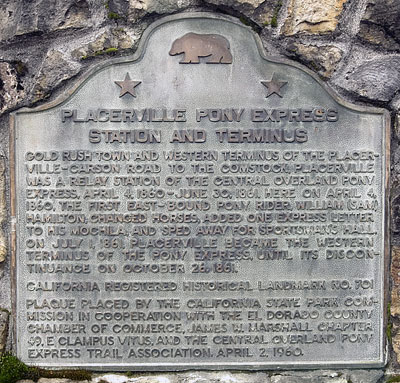 PLACERVILLE PONY EXPRESS
STATION AND TERMINUS
GOLD RUSH TOWN AND WESTERN TERMINUS OF THE PLACER-
VILLE-CARSON ROAD TO THE COMSTOCK, PLACERVILLE
WAS A RELAY STATION OF THE CENTRAL OVERLAND PONY
EXPRESS, APRIL 4, 1860 - JUNE 30, 1861. HERE ON APRIL 4,
1860, THE FIRST EAST-BOUND PONY RIDER, WILLIAM (SAM)
HAMILTON, CHANGED HORSES, ADDED ONE EXPRESS LETTER
TO HIS MOCHILA, AND SPED AWAY FOR SPORTSMAN'S HALL.
ON JULY 1, 1861, PLACERVILLE BECAME THE WESTERN
TERMINUS OF THE PONY EXPRESS, UNTIL ITS DISCON-
TINUANCE ON OCTOBER 26, 1861.
CALIFORNIA REGISTERED HISTORICAL LANDMARK NO. 701
PLAQUE PLACED BY THE CALIFORNIA STATE PARK COM-
MISSION IN COOPERATION WITH THE EL DORADO COUNTY
CHAMBER OF COMMERCE, JAMES W. MARSHALL CHAPTER
49, E CLAMPUS VITUS, AND THE CENTRAL OVERLAND PONY
EXPRESS TRAIL ASSOCIATION. APRIL 2, 1960.